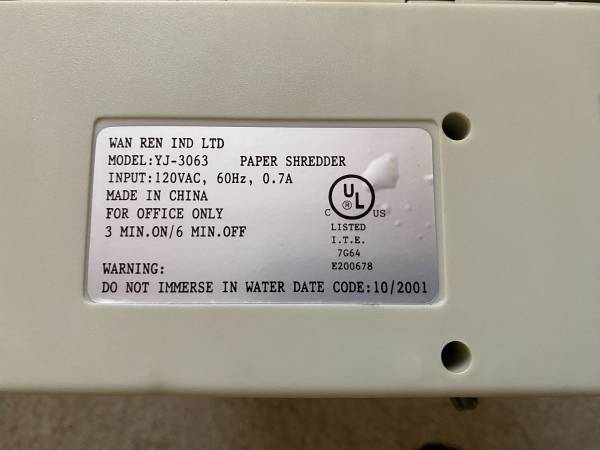 WAN REN IND LTD
MODEL:YJ-3063 PAPER SHREDDER
INPUT:120VAC, 60Hz, 0.7A
MADE IN CHINA
FOR OFFICE ONLY
3 MIN.ON/6 MIN.OFF
C UL ® US
LISTED
I.T.E.
7G64
E200678
WARNING:
DO NOT IMMERSE IN WATER DATE CODE:10/2001